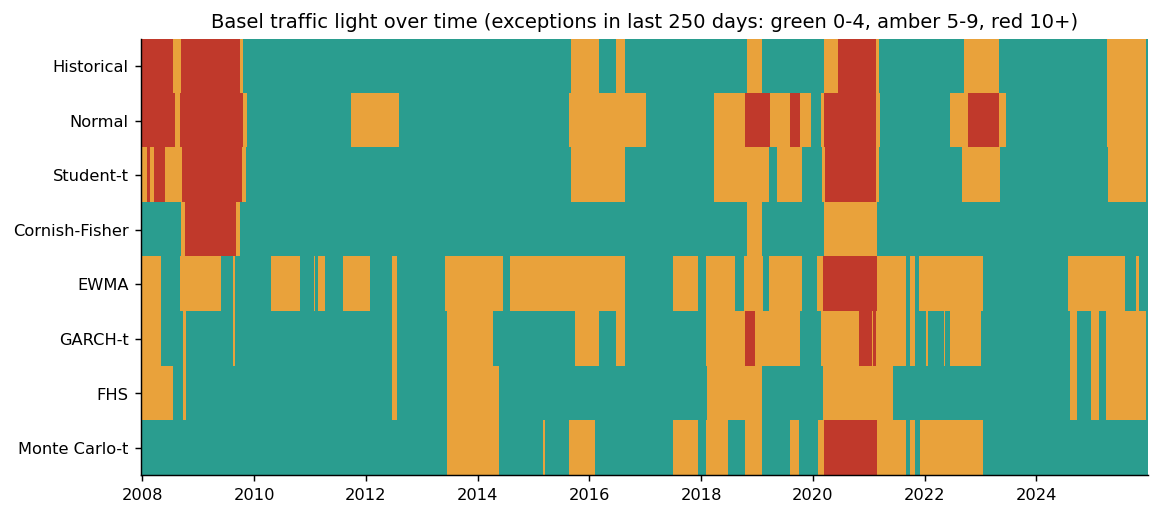 Basel traffic light over time (exceptions in last 250 days: green 0-4, amber 5-9, red 10+)
Historical
Normal
Student-t
Cornish-Fisher
EWMA
GARCH-t
FHS
Monte Carlo-t
2008 2010 2012 2014 2016 2018 2020 2022 2024